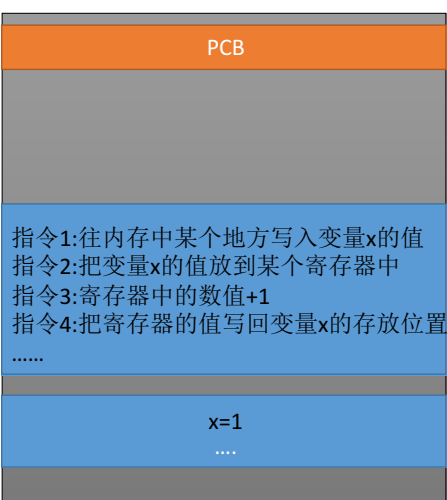 PCB
指令1:往内存中某个地方写入变量x的值
指令2:把变量x的值放到某个寄存器中
指令3:寄存器中的数值+1
指令4:把寄存器的值写回变量x的存放位置
......
x=1
....